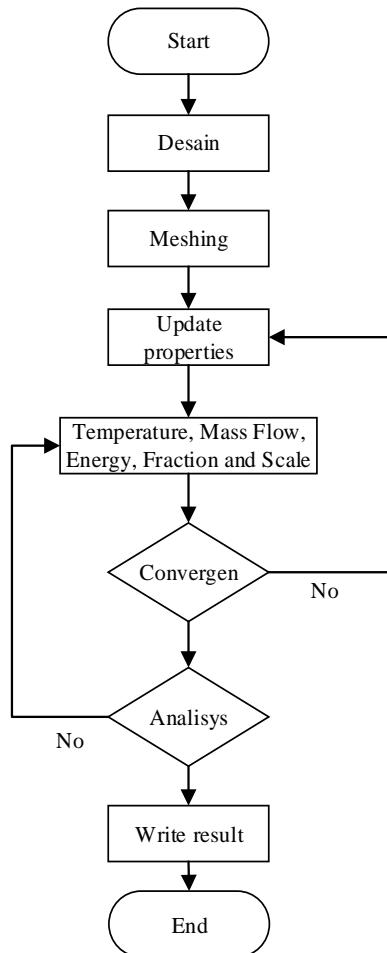 Start
Desain
Meshing
Update
properties
Temperature, Mass Flow,
Energy, Fraction and Scale
Convergen
No
Analisys
No
Write result
End